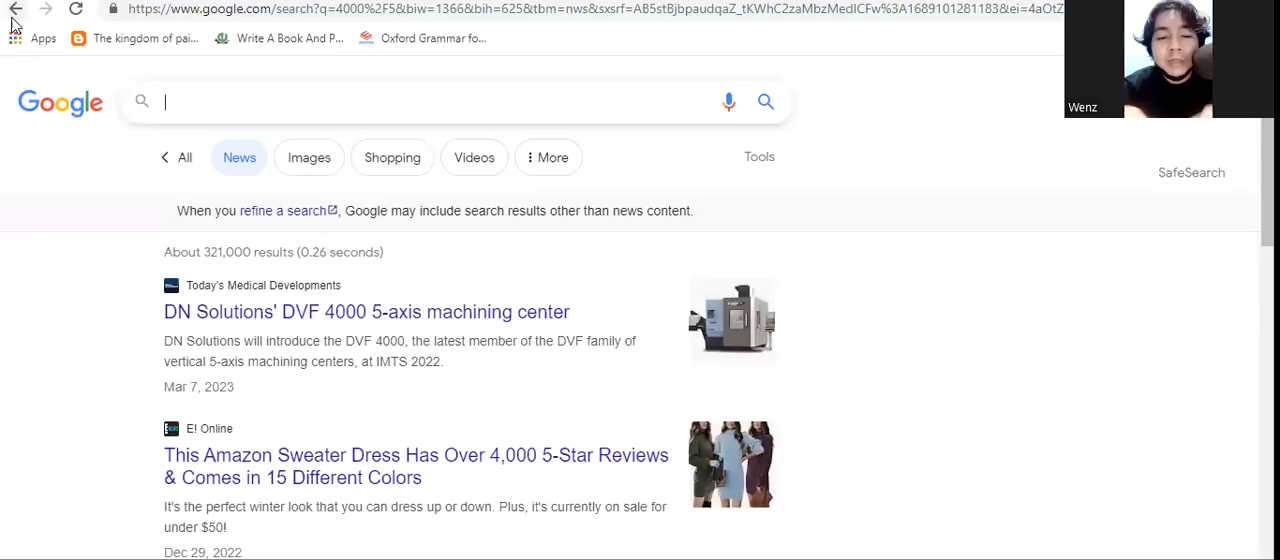 https://www.google.com/search?q=4000%2F5&biw=1366&bih=625&tbm=nws&sxsrf=AB5stBjbpaudqaZ_tKWhC2zaMbzMedICFw%3A1689101281183&ei=4aOtZ
Apps The kingdom of pai... Write A Book And P... Oxford Grammar fo...
Wenz
Google
All News Images Shopping Videos More Tools
SafeSearch
When you refine a search, Google may include search results other than news content.
About 321,000 results (0.26 seconds)
Today's Medical Developments
DN Solutions' DVF 4000 5-axis machining center
DN Solutions will introduce the DVF 4000, the latest member of the DVF family of
vertical 5-axis machining centers, at IMTS 2022.
Mar 7, 2023
E! Online
This Amazon Sweater Dress Has Over 4,000 5-Star Reviews
& Comes in 15 Different Colors
It's the perfect winter look that you can dress up or down. Plus, it's currently on sale for
under $50!
Dec 29, 2022